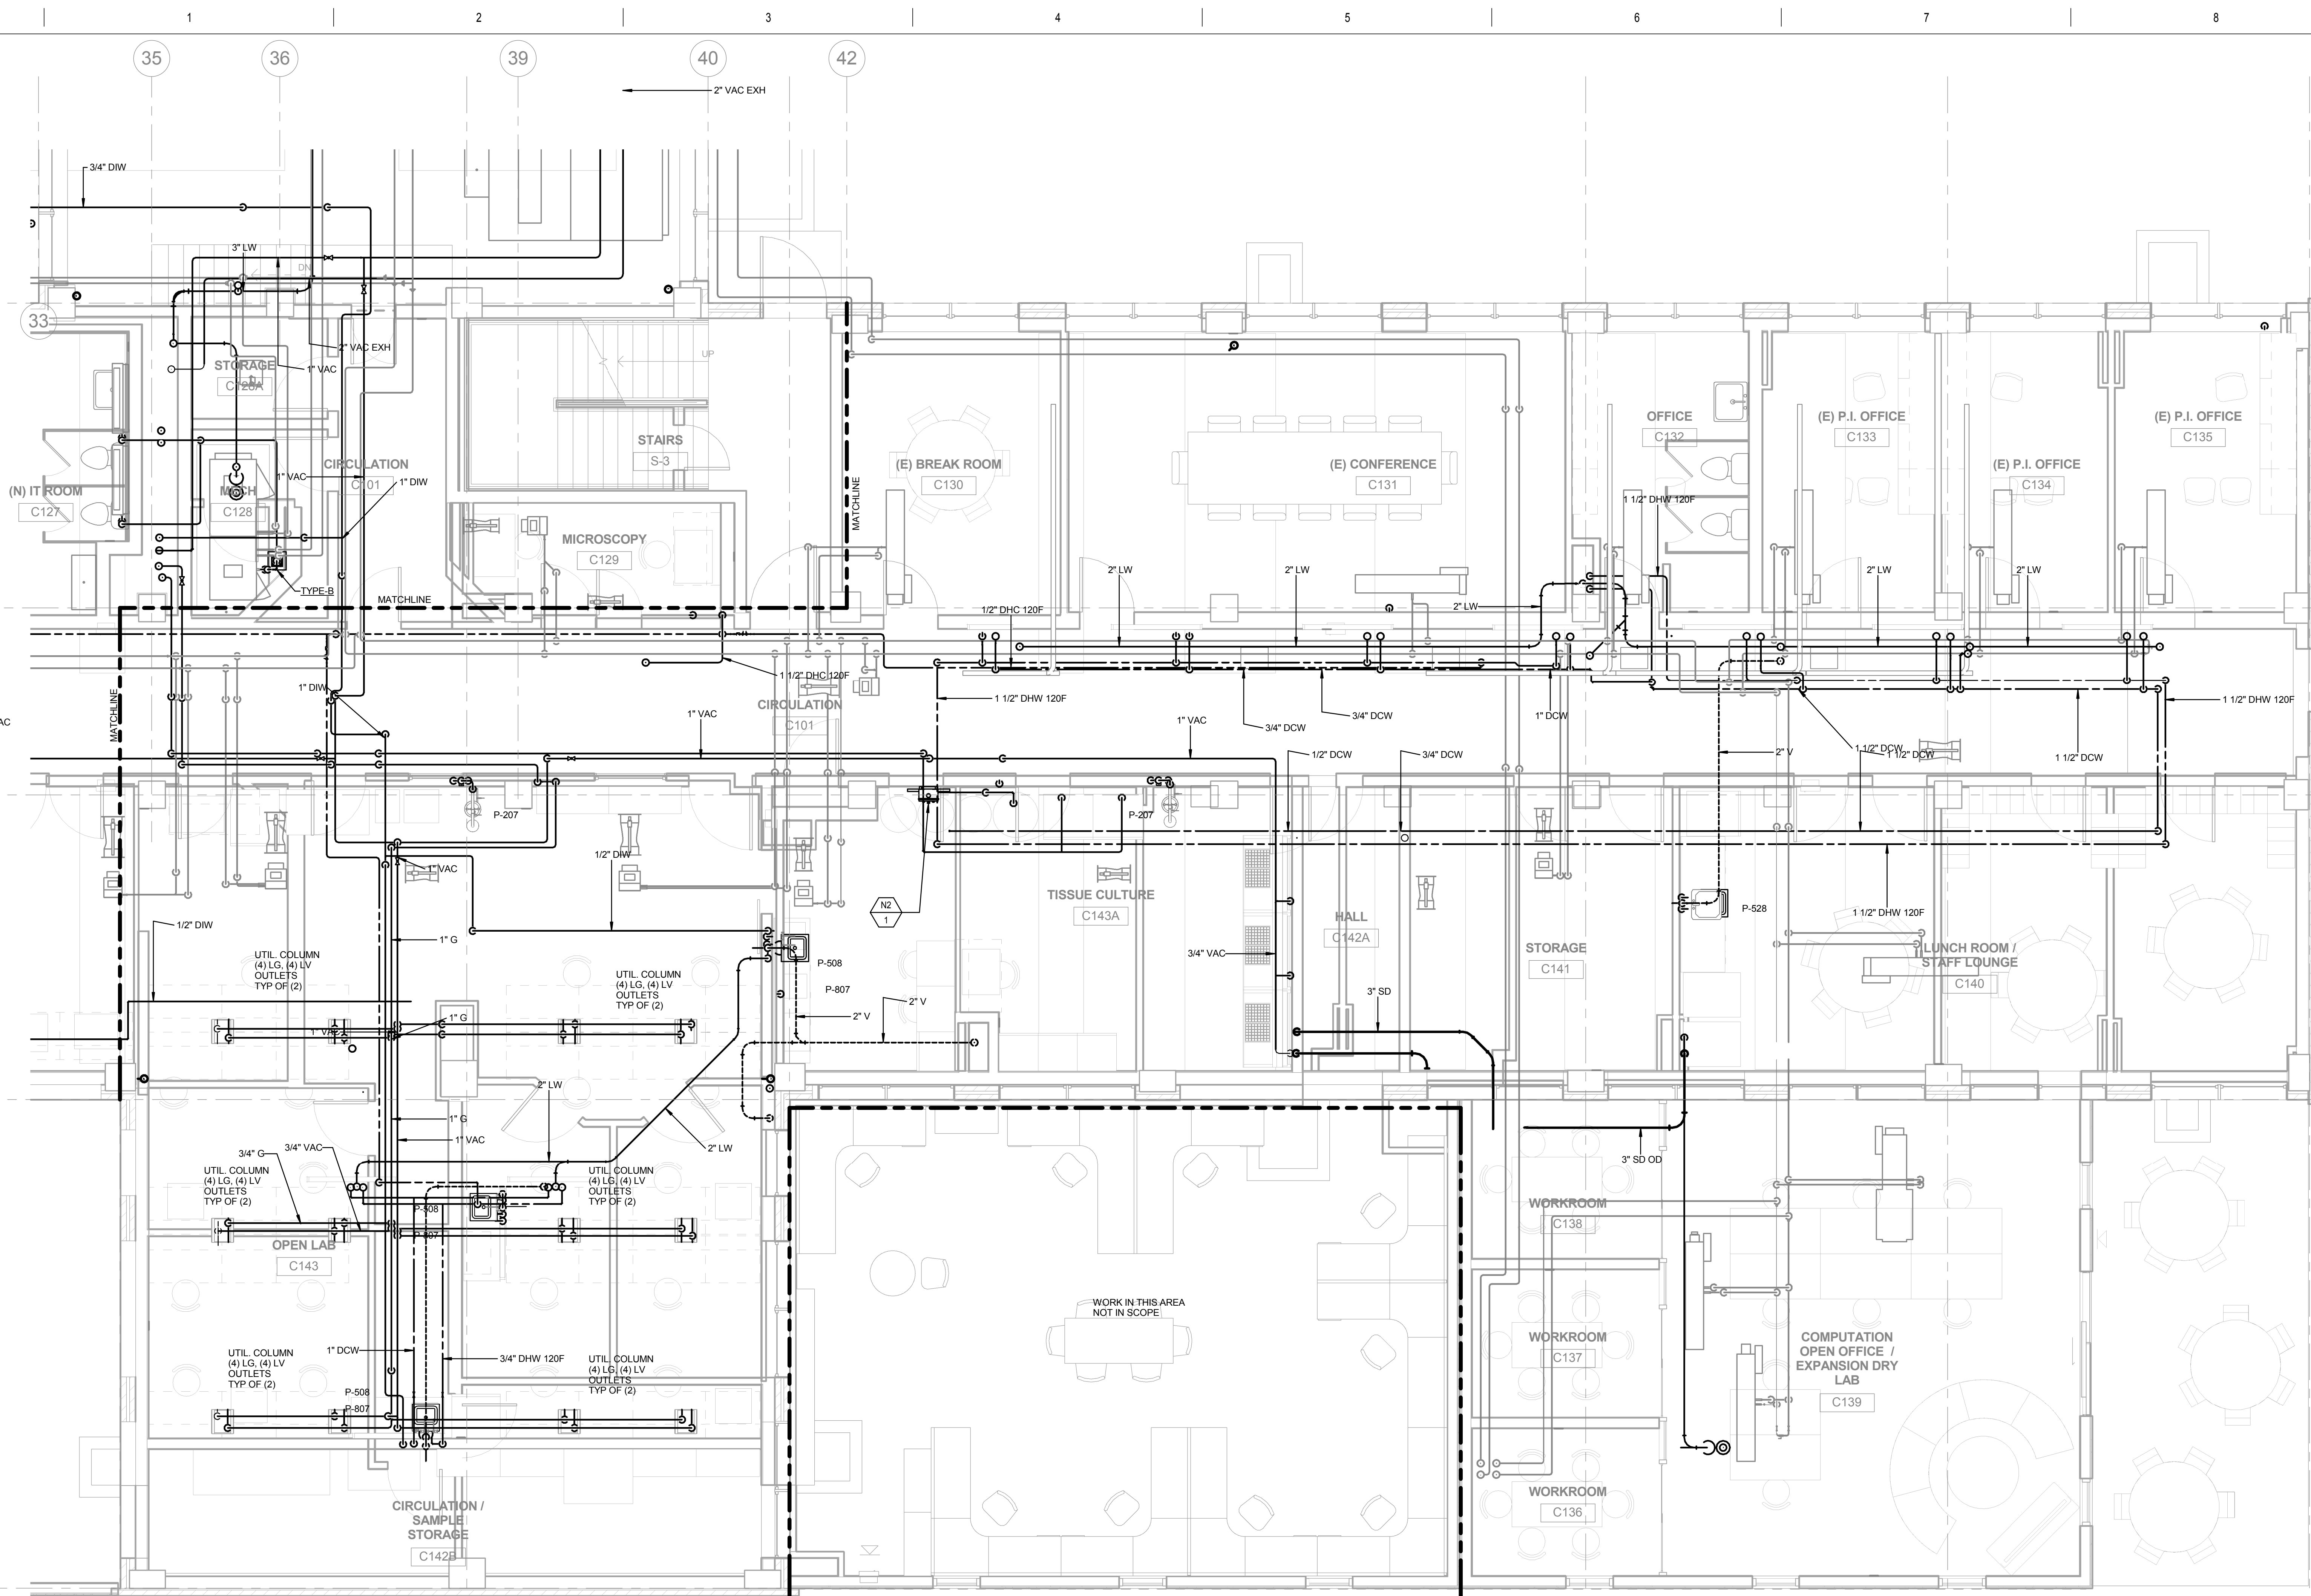 1 2 3 4 5 6 7 8
35 36 39 40 42
2" VAC EXH
3/4" DIW
3" LW
DN
33
2" VAC EXH
STORAGE
1" VAC
UP
OFFICE
C132
(E) P.I. OFFICE
C133
(E) P.I. OFFICE
C135
STAIRS
S-3
(N) IT ROOM
C127
MECH
C128
CIRCULATION
C101
1" VAC
1" DIW
(E) BREAK ROOM
C130
(E) CONFERENCE
C131
(E) P.I. OFFICE
C134
MATCHLINE
1 1/2" DHW 120F
MICROSCOPY
C129
TYPE-B
MATCHLINE
2" LW
2" LW
2" LW
2" LW
1/2" DHC 120F
2" LW
1 1/2" DHC 120F
1" DIW
CIRCULATION
C101
MATCHLINE
1 1/2" DHW 120F
1" VAC
1" VAC
3/4" DCW
3/4" DCW
1" DCW
1 1/2" DHW 120F
AC
1/2" DCW
3/4" DCW
2" V
1 1/2" DCW
1 1/2" DCW
1 1/2" DCW
P-207
P-207
1/2" DIW
1" VAC
TISSUE CULTURE
C143A
N2
1
HALL
C142A
P-528
1 1/2" DHW 120F
1/2" DIW
1" G
3/4" VAC
STORAGE
C141
LUNCH ROOM /
STAFF LOUNGE
C140
UTIL. COLUMN
(4) LG, (4) LV
OUTLETS
TYP OF (2)
UTIL. COLUMN
(4) LG, (4) LV
OUTLETS
TYP OF (2)
P-508
P-807
2" V
2" V
3" SD
1" G
1" VAC
2" LW
1" G
1" VAC
2" LW
3/4" G
3/4" VAC
3" SD OD
UTIL. COLUMN
(4) LG, (4) LV
OUTLETS
TYP OF (2)
UTIL. COLUMN
(4) LG, (4) LV
OUTLETS
TYP OF (2)
P-508
P-807
OPEN LAB
C143
WORKROOM
C138
WORK IN THIS AREA
NOT IN SCOPE
WORKROOM
C137
COMPUTATION
OPEN OFFICE /
EXPANSION DRY
LAB
C139
UTIL. COLUMN
(4) LG, (4) LV
OUTLETS
TYP OF (2)
1" DCW
3/4" DHW 120F
UTIL. COLUMN
(4) LG, (4) LV
OUTLETS
TYP OF (2)
P-508
P-807
WORKROOM
C136
CIRCULATION /
SAMPLE
STORAGE
C142B